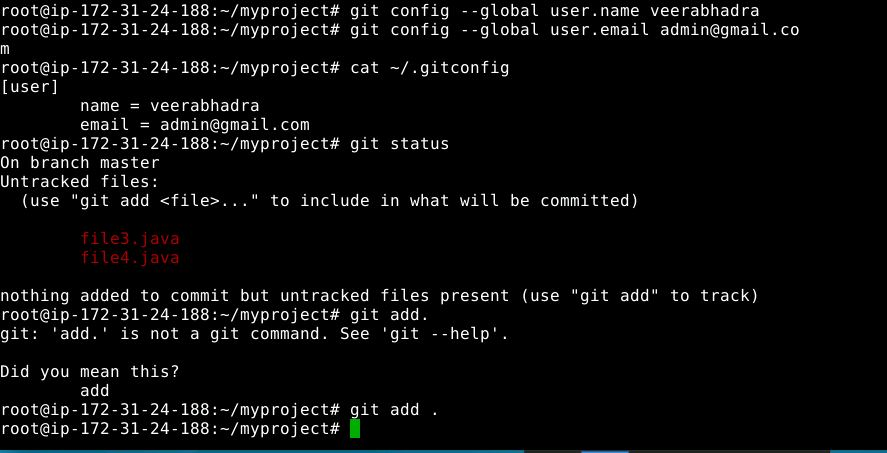 root@ip-172-31-24-188:~/myproject# git config --global user.name veerabhadra
root@ip-172-31-24-188:~/myproject# git config --global user.email admin@gmail.co
m
root@ip-172-31-24-188:~/myproject# cat ~/.gitconfig
[user]
        name = veerabhadra
        email = admin@gmail.com
root@ip-172-31-24-188:~/myproject# git status
On branch master
Untracked files:
  (use "git add <file>..." to include in what will be committed)
        file3.java
        file4.java
nothing added to commit but untracked files present (use "git add" to track)
root@ip-172-31-24-188:~/myproject# git add.
git: 'add.' is not a git command. See 'git --help'.
Did you mean this?
        add
root@ip-172-31-24-188:~/myproject# git add .
root@ip-172-31-24-188:~/myproject#